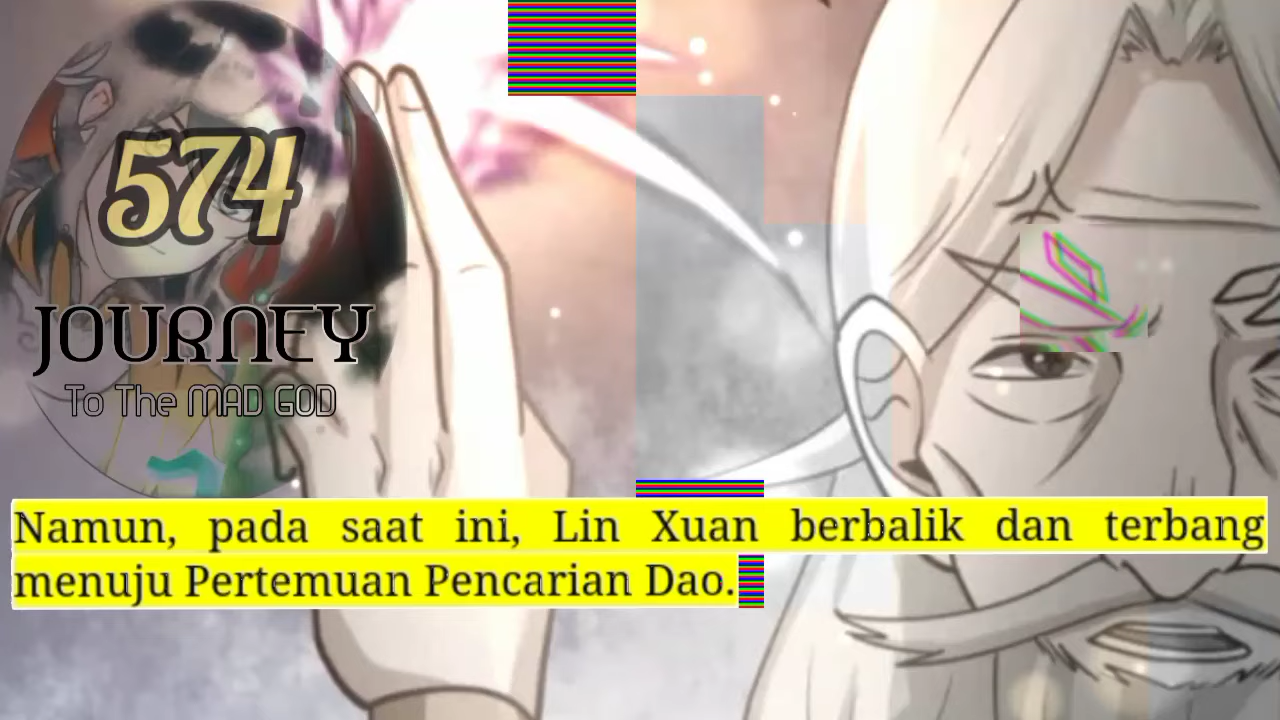 574
JOURNEY
To The MAD GOD
Namun, pada saat ini, Lin Xuan berbalik dan terbang
menuju Pertemuan Pencarian Dao.